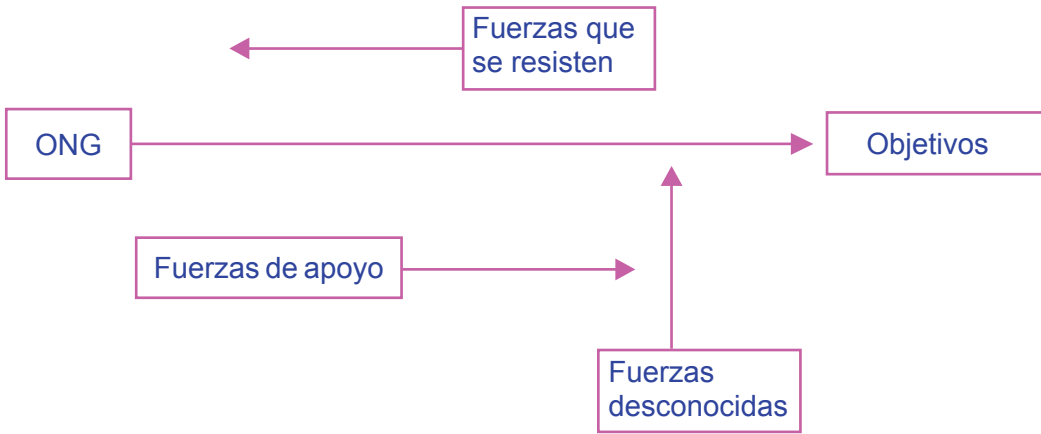 Fuerzas que
se resisten
ONG
Objetivos
Fuerzas de apoyo
Fuerzas
desconocidas